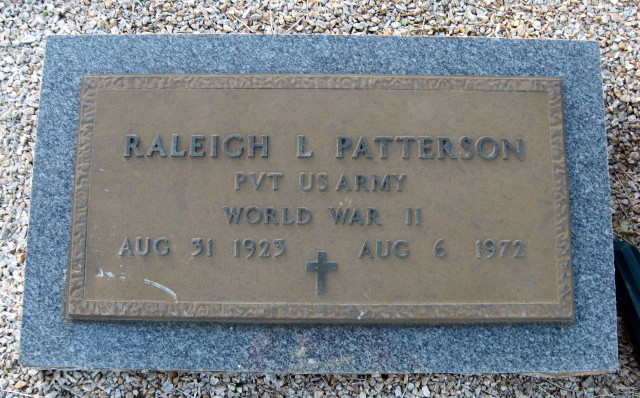 RALEIGH L PATTERSON
PVT US ARMY
WORLD WAR II
AUG 31 1923 AUG 6 1972